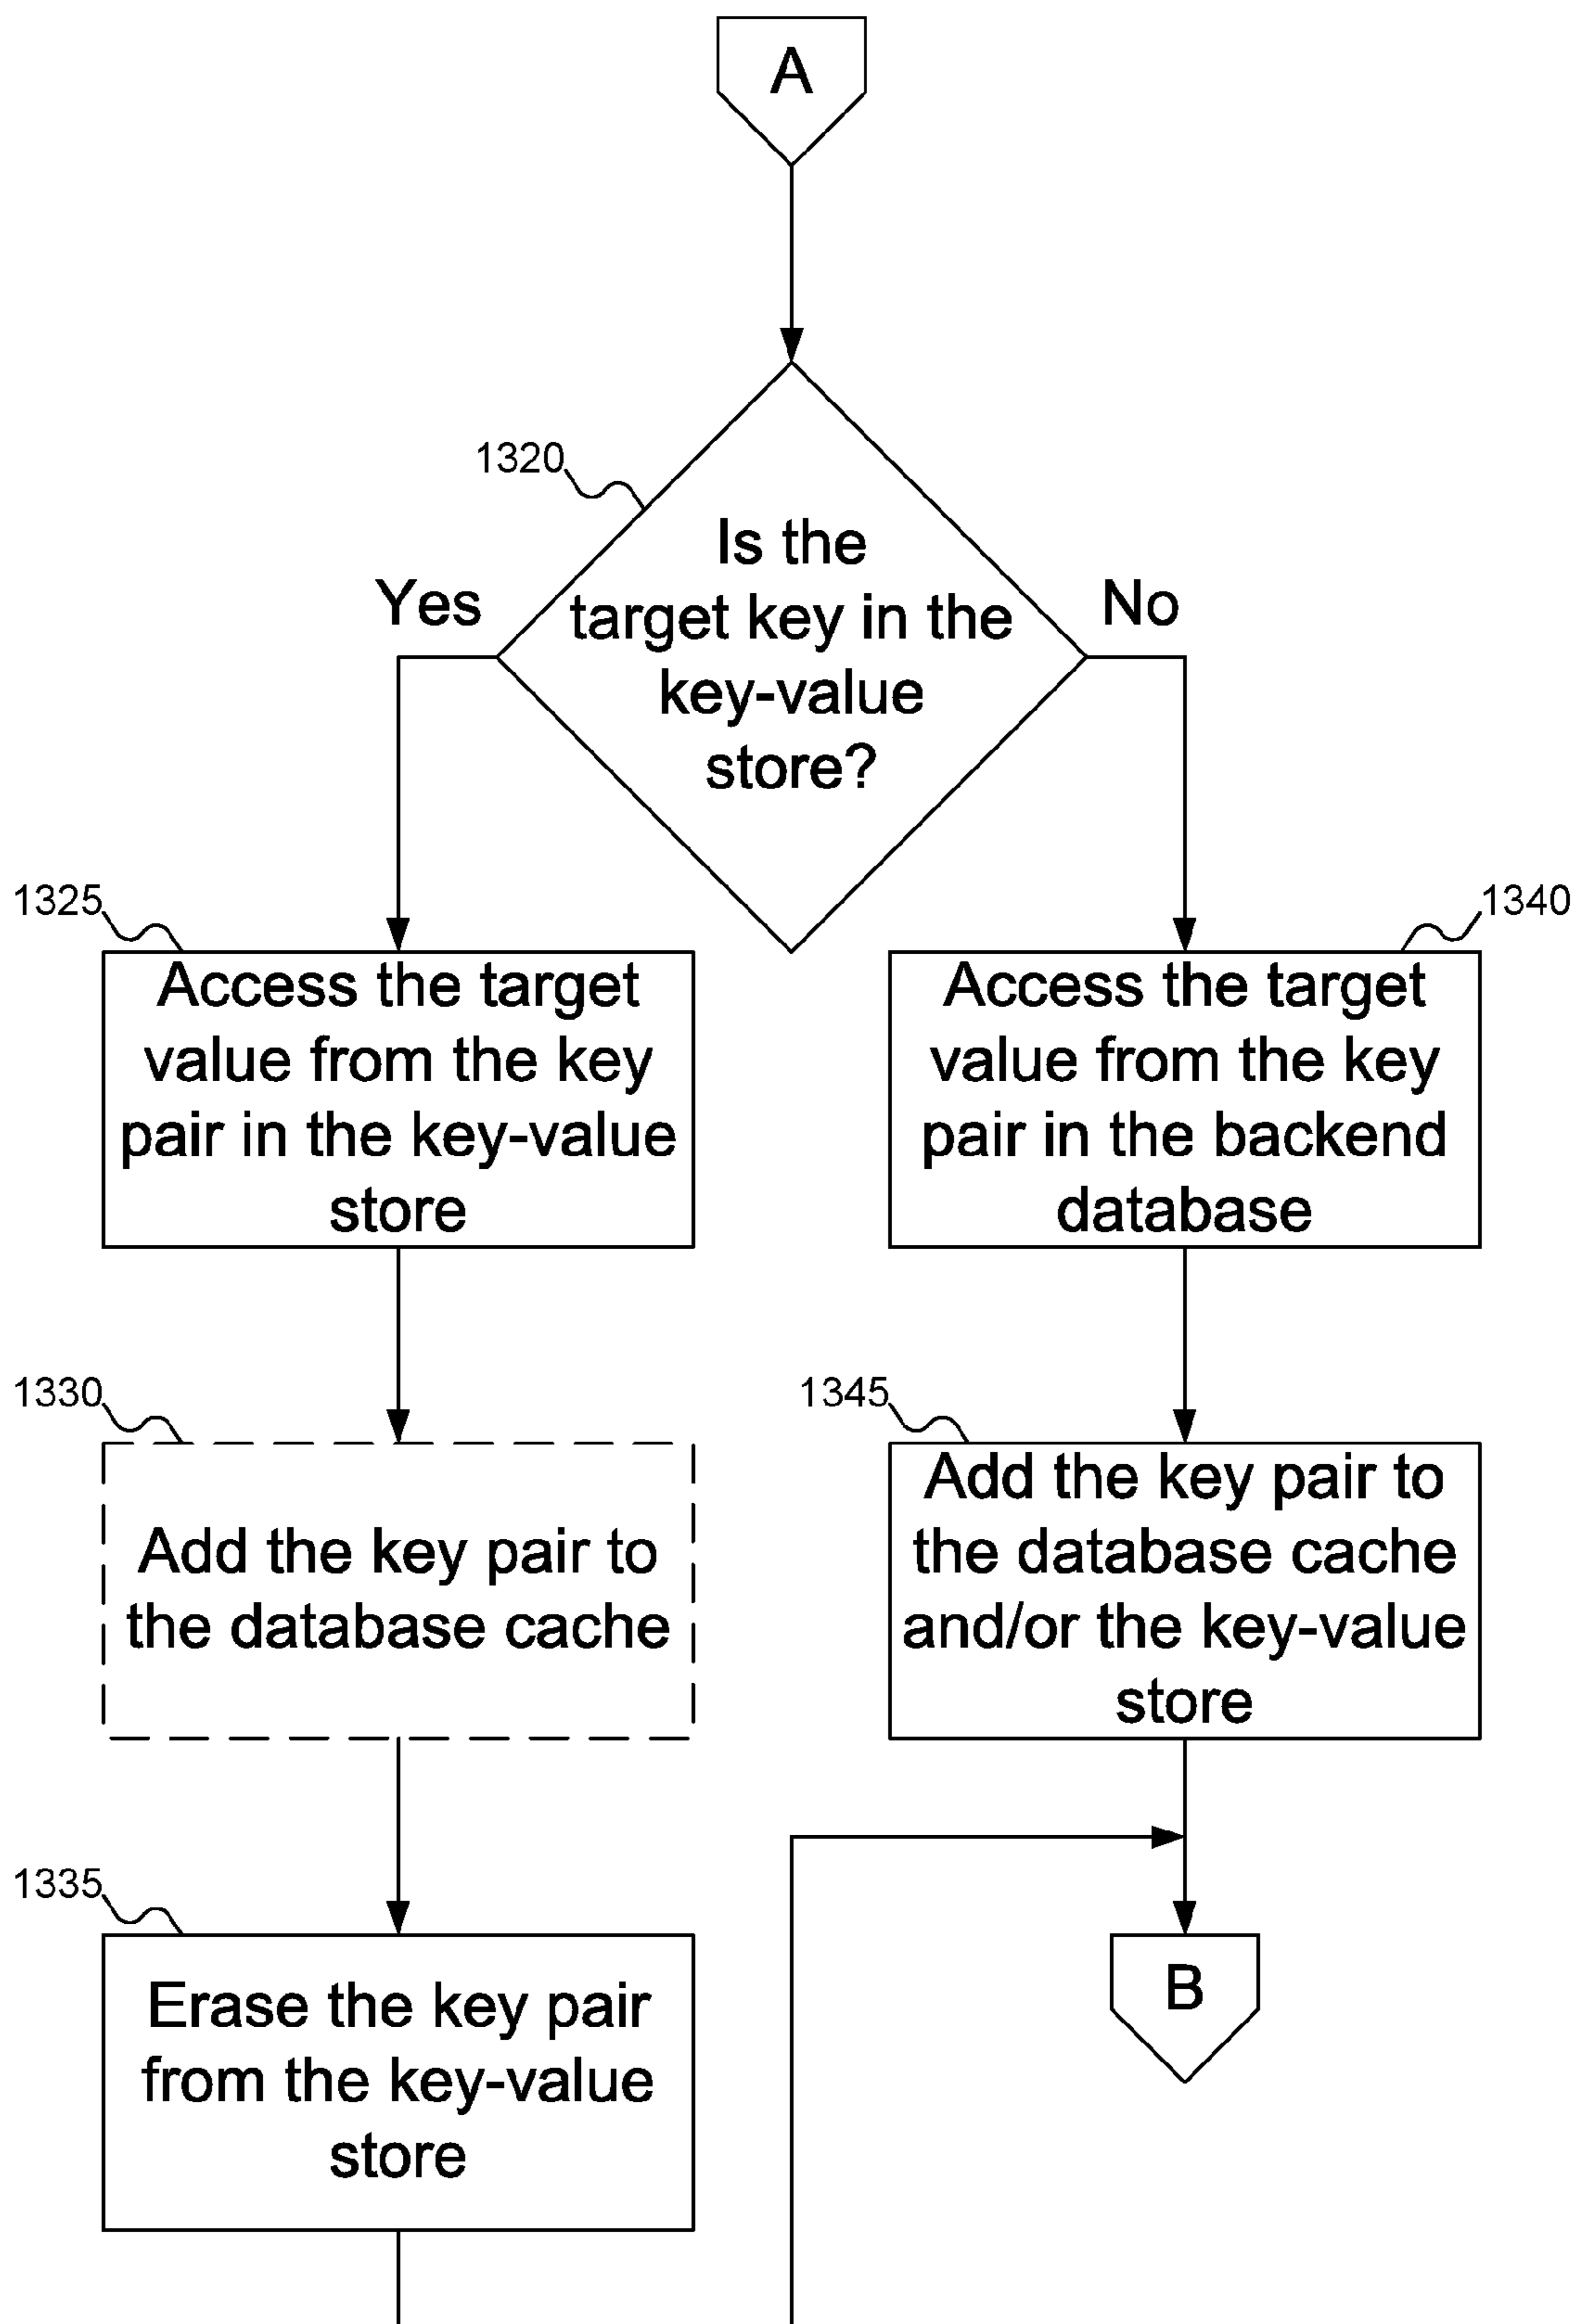 A
1320
Is the
target key in the
key-value
store?
Yes
No
1325
Access the target
value from the key
pair in the key-value
store
1340
Access the target
value from the key
pair in the backend
database
1330
Add the key pair to
the database cache
1345
Add the key pair to
the database cache
and/or the key-value
store
1335
Erase the key pair
from the key-value
store
B